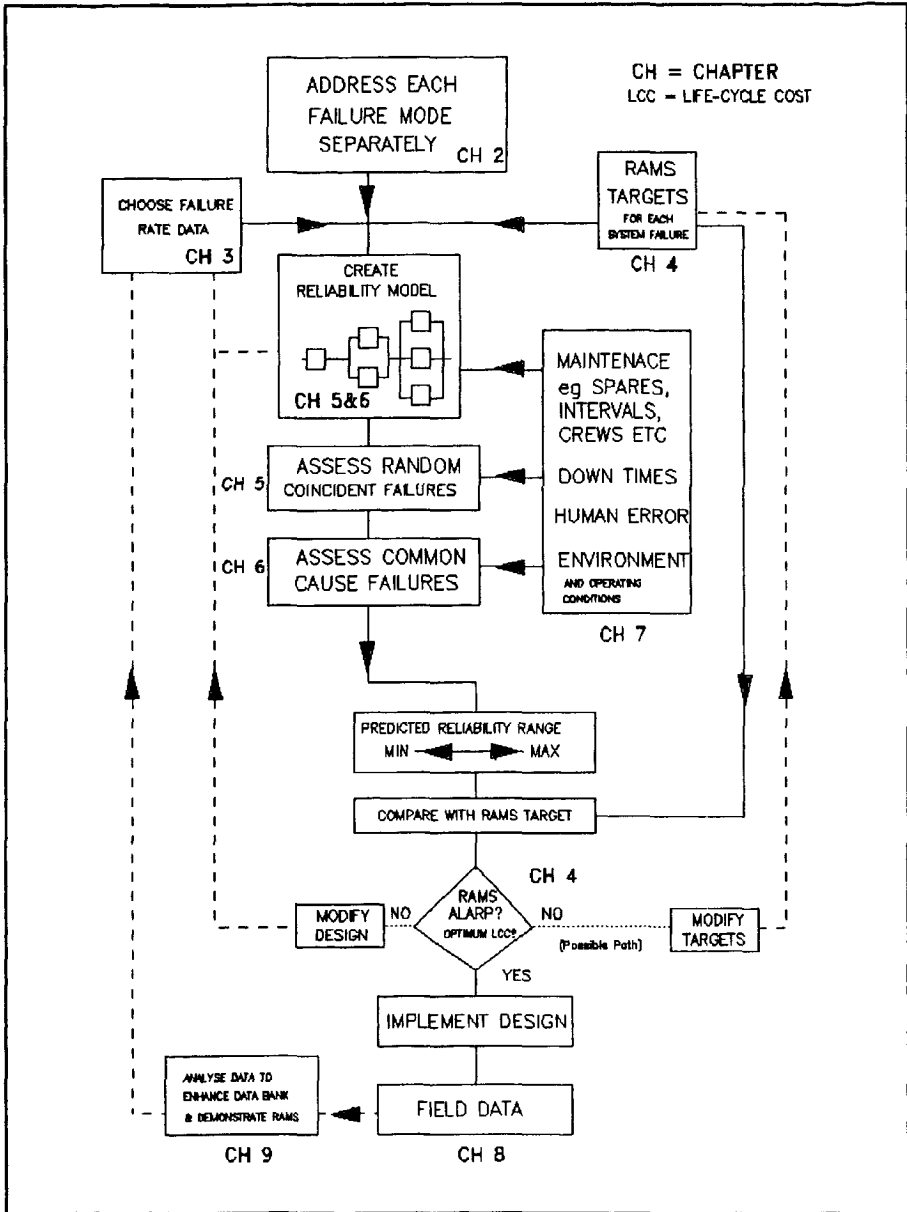 ADDRESS EACH
FAILURE MODE
SEPARATELY
CH 2
CH = CHAPTER
LCC = LIFE-CYCLE COST
CHOOSE FAILURE
RATE DATA
CH 3
RAMS
TARGETS
FOR EACH
SYSTEM FAILURE
CH 4
CREATE
RELIABILITY MODEL
CH 5&6
MAINTENACE
eg SPARES,
INTERVALS,
CREWS ETC
DOWN TIMES
HUMAN ERROR
ENVIRONMENT
AND OPERATING
CONDITIONS
CH 7
CH 5
ASSESS RANDOM
COINCIDENT FAILURES
CH 6
ASSESS COMMON
CAUSE FAILURES
PREDICTED RELIABILITY RANGE
MIN MAX
COMPARE WITH RAMS TARGET
CH 4
RAMS
ALARP?
OPTIMUM LCC?
NO
MODIFY
DESIGN
NO
(Possible Path)
MODIFY
TARGETS
YES
IMPLEMENT DESIGN
FIELD DATA
CH 8
ANALYSE DATA TO
ENHANCE DATA BANK
& DEMONSTRATE RAMS
CH 9